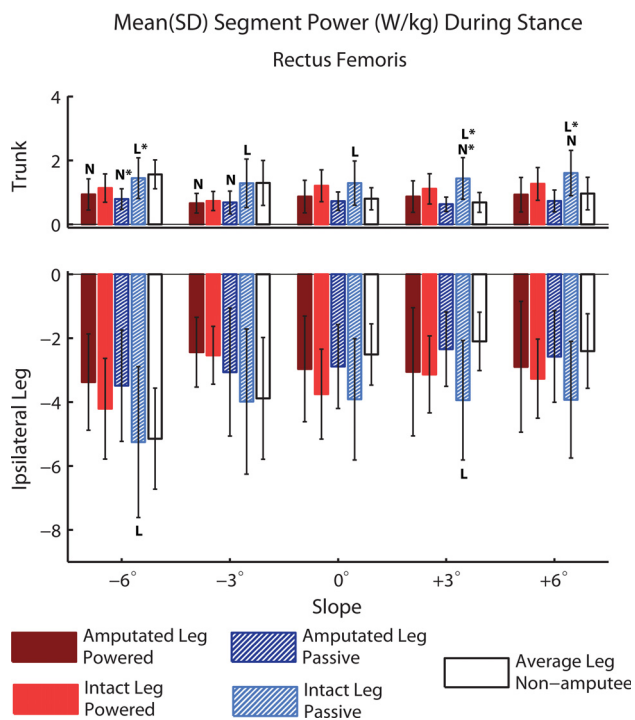 Mean(SD) Segment Power (W/kg) During Stance
Rectus Femoris
Trunk
4
2
0
N
N*
L*
N
N
L
L
L*
N*
L*
N
Ipsilateral Leg
0
−2
−4
−6
−8
L
L
−6° −3° 0° +3° +6°
Slope
Amputated Leg
Powered
Intact Leg
Powered
Amputated Leg
Passive
Intact Leg
Passive
Average Leg
Non−amputee